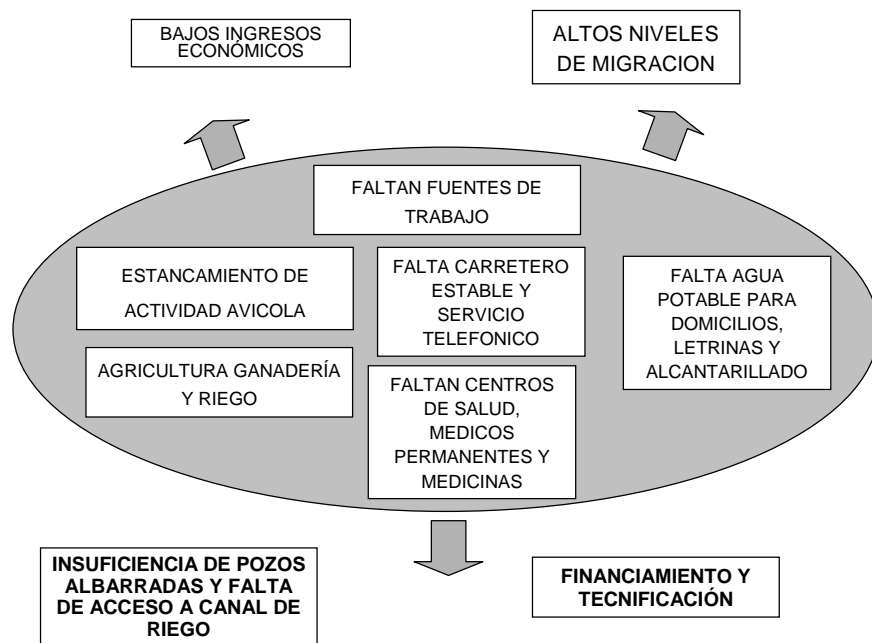 BAJOS INGRESOS
ECONÓMICOS
ALTOS NIVELES
DE MIGRACION
FALTAN FUENTES DE
TRABAJO
ESTANCAMIENTO DE
ACTIVIDAD AVICOLA
FALTA CARRETERO
ESTABLE Y
SERVICIO
TELEFONICO
FALTA AGUA
POTABLE PARA
DOMICILIOS,
LETRINAS Y
ALCANTARILLADO
AGRICULTURA GANADERÍA
Y RIEGO
FALTAN CENTROS
DE SALUD,
MEDICOS
PERMANENTES Y
MEDICINAS
INSUFICIENCIA DE POZOS
ALBARRADAS Y FALTA
DE ACCESO A CANAL DE
RIEGO
FINANCIAMIENTO Y
TECNIFICACIÓN